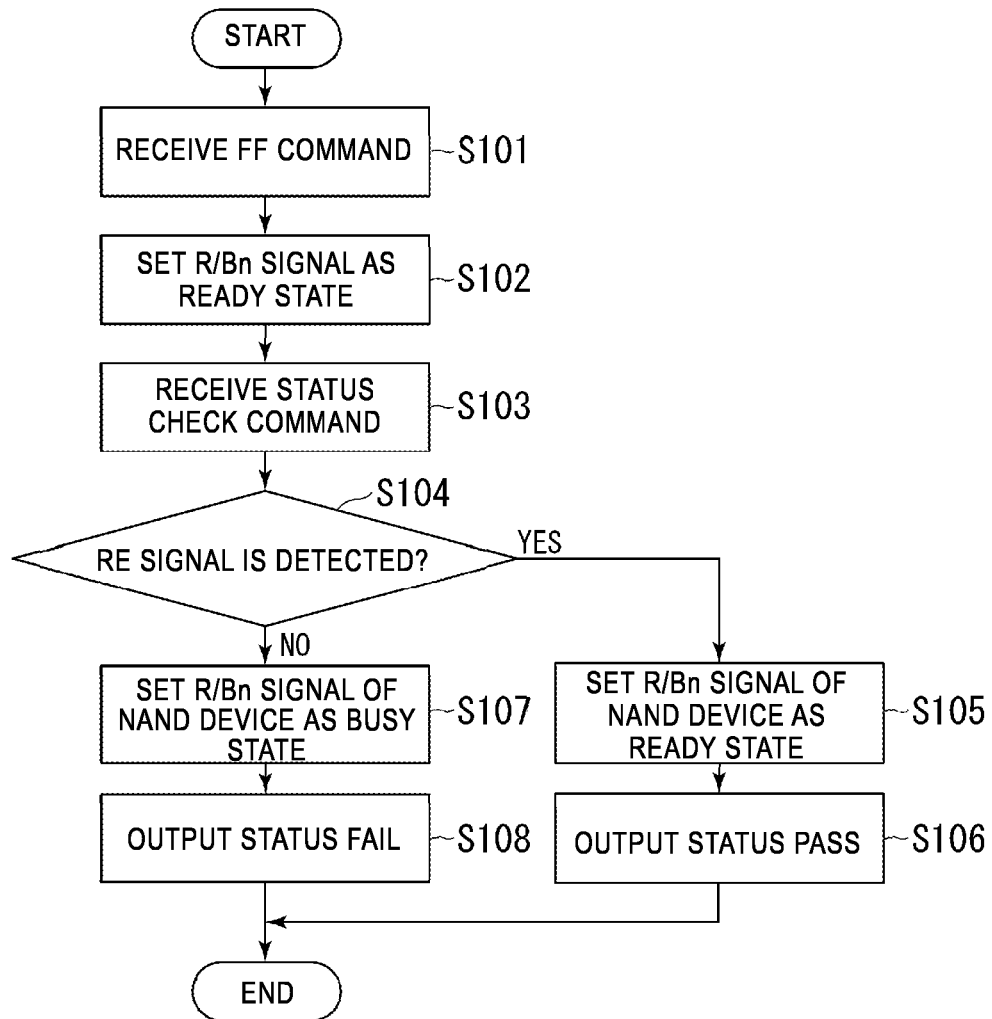 START
RECEIVE FF COMMAND
S101
SET R/Bn SIGNAL AS
READY STATE
S102
RECEIVE STATUS
CHECK COMMAND
S103
S104
RE SIGNAL IS DETECTED?
YES
NO
SET R/Bn SIGNAL OF
NAND DEVICE AS BUSY
STATE
S107
SET R/Bn SIGNAL OF
NAND DEVICE AS
READY STATE
S105
OUTPUT STATUS FAIL
S108
OUTPUT STATUS PASS
S106
END